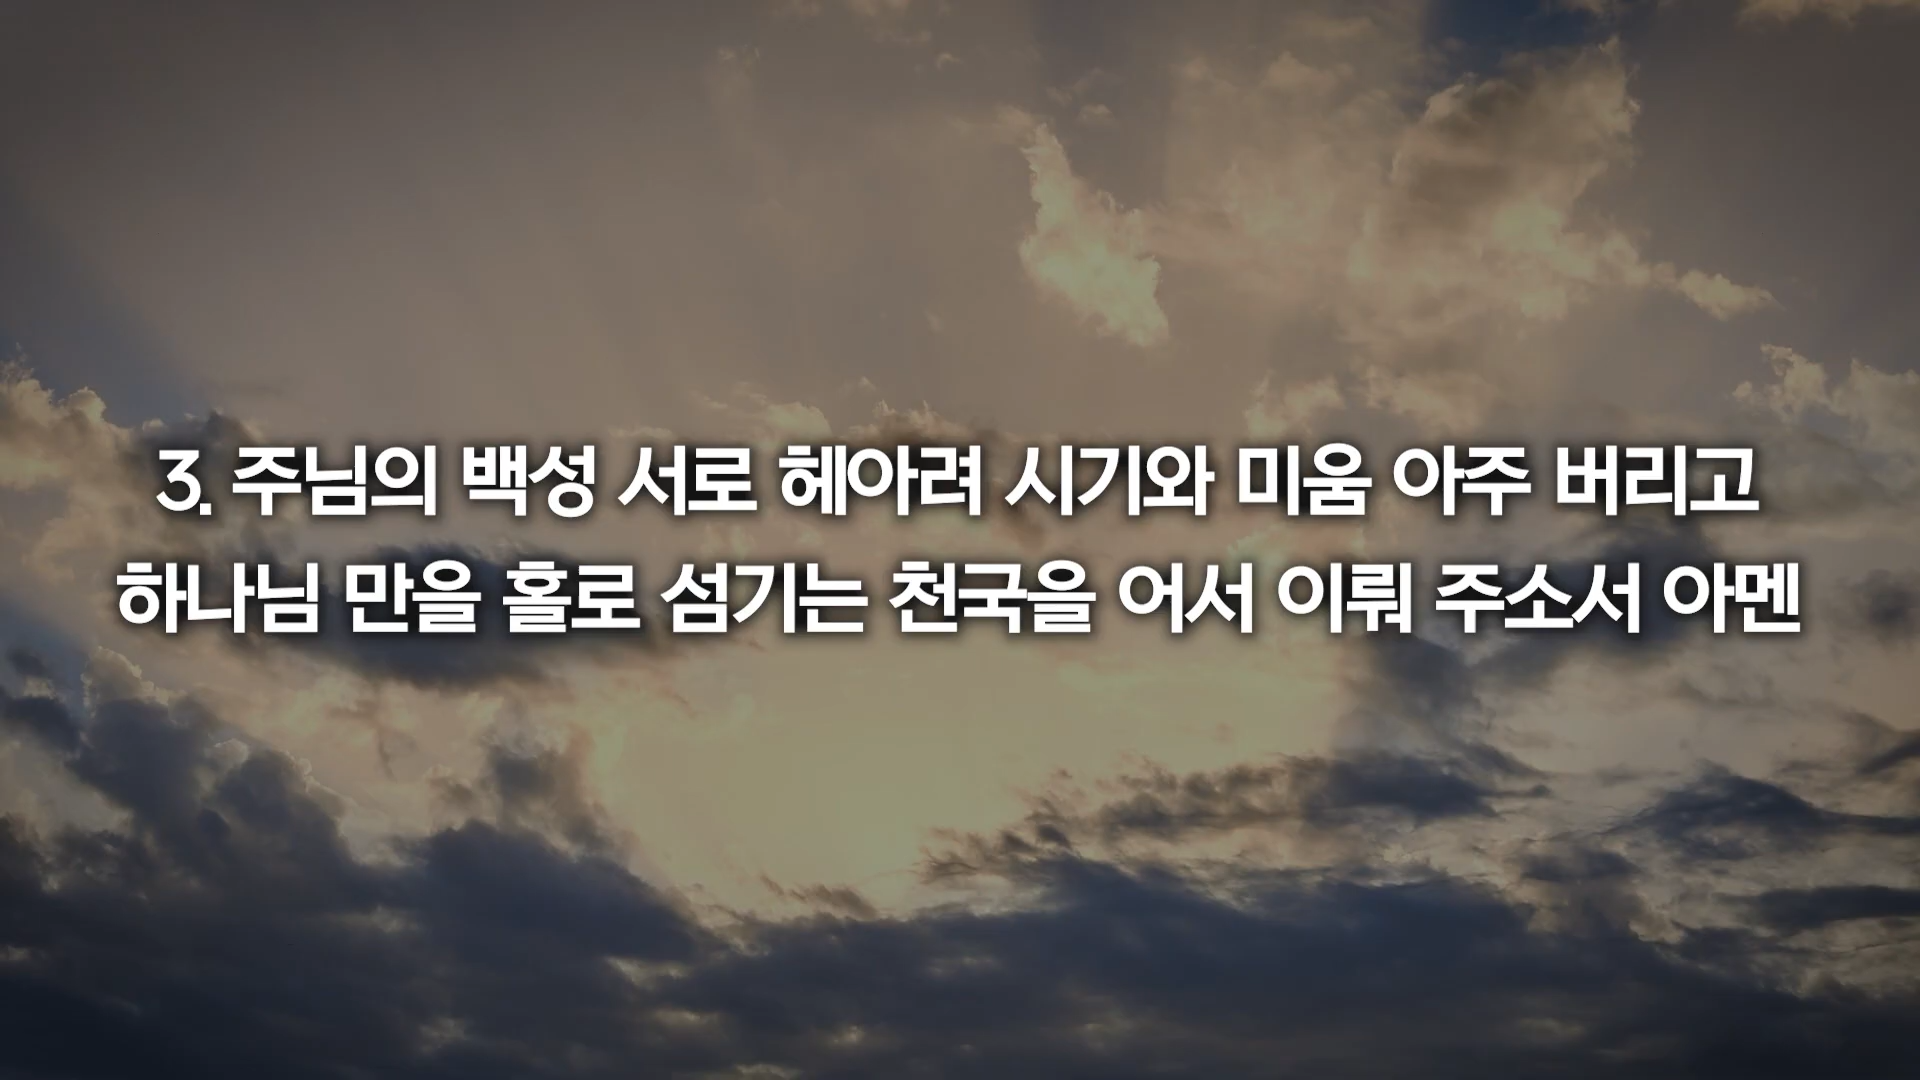 3. 주님의 백성 서로 헤아려 시기와 미움 아주 버리고
하나님 만을 홀로 섬기는 천국을 어서 이뤄 주소서 아멘